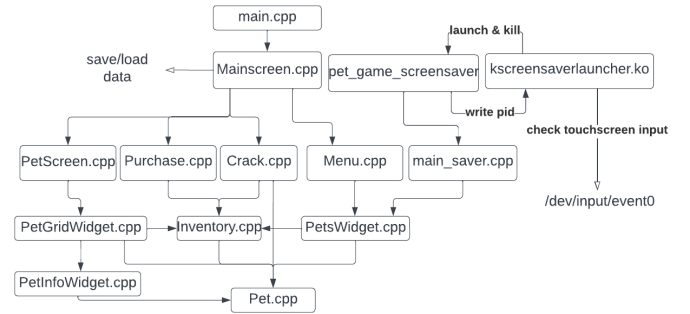 main.cpp
launch & kill
save/load
data
Mainscreen.cpp
pet_game_screensaver
kscreensaverlauncher.ko
write pid
check touchscreen input
PetScreen.cpp
Purchase.cpp
Crack.cpp
Menu.cpp
main_saver.cpp
/dev/input/event0
PetGridWidget.cpp
Inventory.cpp
PetsWidget.cpp
PetInfoWidget.cpp
Pet.cpp